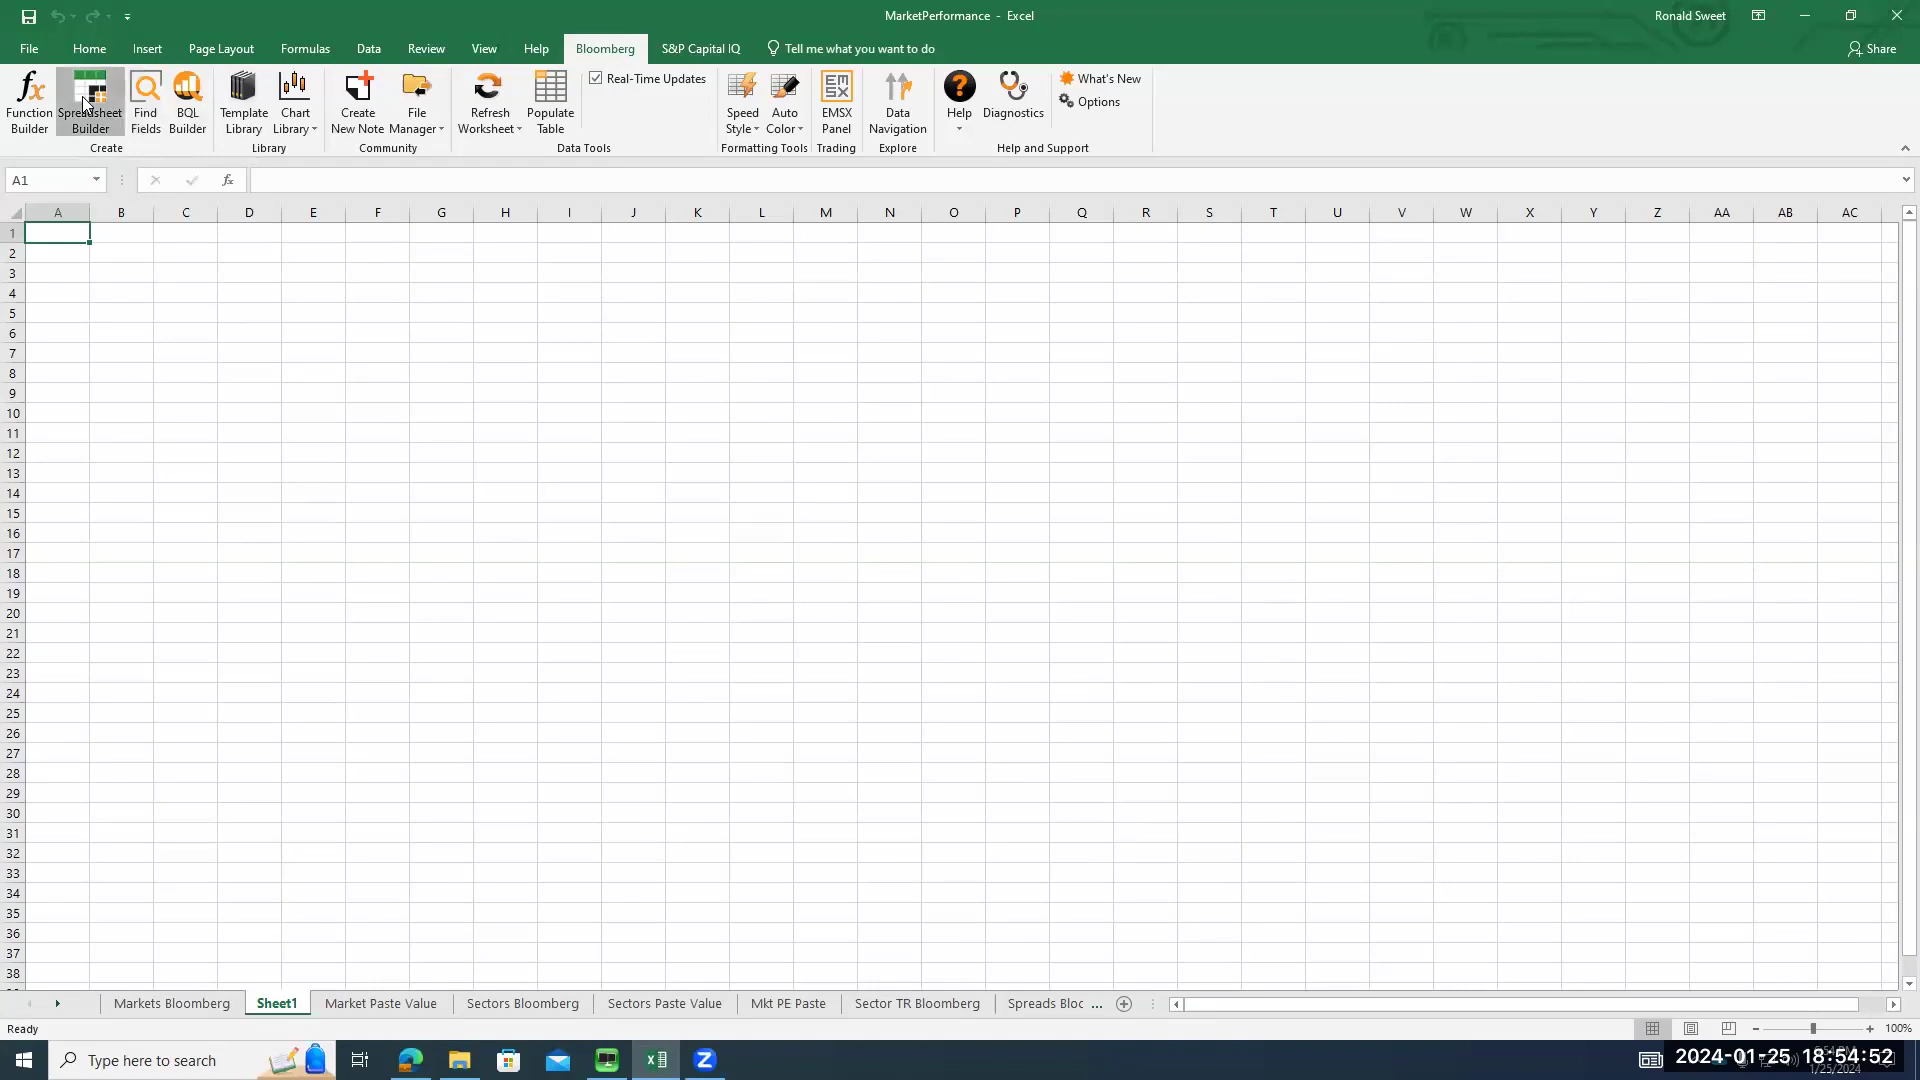 MarketPerformance - Excel
Ronald Sweet
File Home Insert Page Layout Formulas Data Review View Help Bloomberg S&P Capital IQ Tell me what you want to do Share
Function Builder
Spreadsheet Builder
Find Fields
BQL Builder
Create
Template Library
Chart Library
Library
Create New Note
File Manager
Community
Refresh Worksheet
Populate Table
Real-Time Updates
Data Tools
Speed Style
Auto Color
Formatting Tools
EMSX Panel
Trading
Data Navigation
Explore
Help
Diagnostics
What's New
Options
Help and Support
A1
fx
A B C D E F G H I J K L M N O P Q R S T U V W X Y Z AA AB AC
1
2
3
4
5
6
7
8
9
10
11
12
13
14
15
16
17
18
19
20
21
22
23
24
25
26
27
28
29
30
31
32
33
34
35
36
37
38
Markets Bloomberg Sheet1 Market Paste Value Sectors Bloomberg Sectors Paste Value Mkt PE Paste Sector TR Bloomberg Spreads Bloc ...
Ready
100%
Type here to search
2024-01-25 18:54:52
1/25/2024